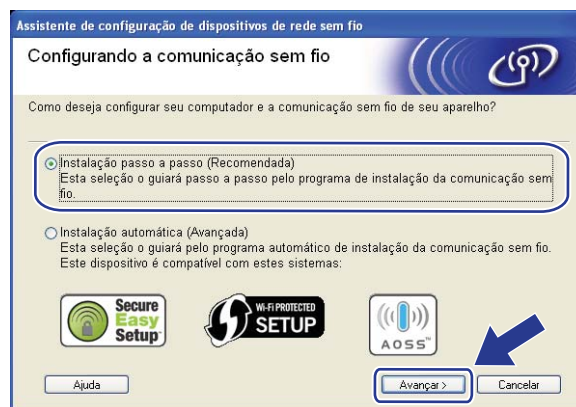 Assistente de configuração de dispositivos de rede sem fio
Configurando a comunicação sem fio
Como deseja configurar seu computador e a comunicação sem fio de seu aparelho?
Instalação passo a passo (Recomendada)
Esta seleção o guiará passo a passo pelo programa de instalação da comunicação sem
fio.
Instalação automática (Avançada)
Esta seleção o guiará pelo programa automático de instalação da comunicação sem fio.
Este dispositivo é compatível com estes sistemas:
Secure
Easy
Setup
Wi-Fi PROTECTED
SETUP
AOSS™
Ajuda
Avançar >
Cancelar